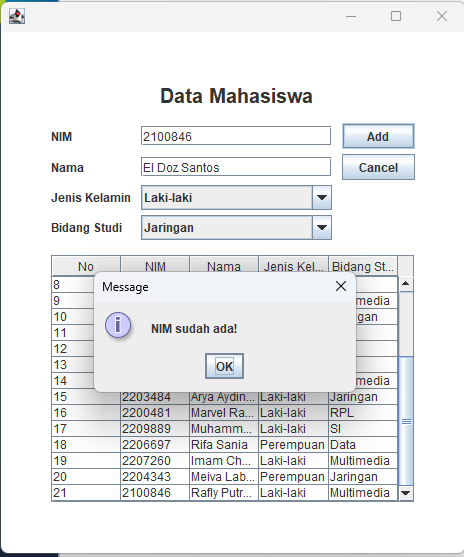 Data Mahasiswa
NIM 2100846 Add
Nama El Doz Santos Cancel
Jenis Kelamin Laki-laki
Bidang Studi Jaringan
No NIM Nama Jenis Kel... Bidang St...
8
9
10
11
12
13
14
Message
NIM sudah ada!
OK
15 2203484 Arya Aydin... Laki-laki Jaringan
16 2200481 Marvel Ra... Laki-laki RPL
17 2209889 Muhamm... Laki-laki SI
18 2206697 Rifa Sania Perempuan Data
19 2207260 Imam Ch... Laki-laki Multimedia
20 2204343 Meiva Lab... Perempuan Jaringan
21 2100846 Rafly Putr... Laki-laki Multimedia